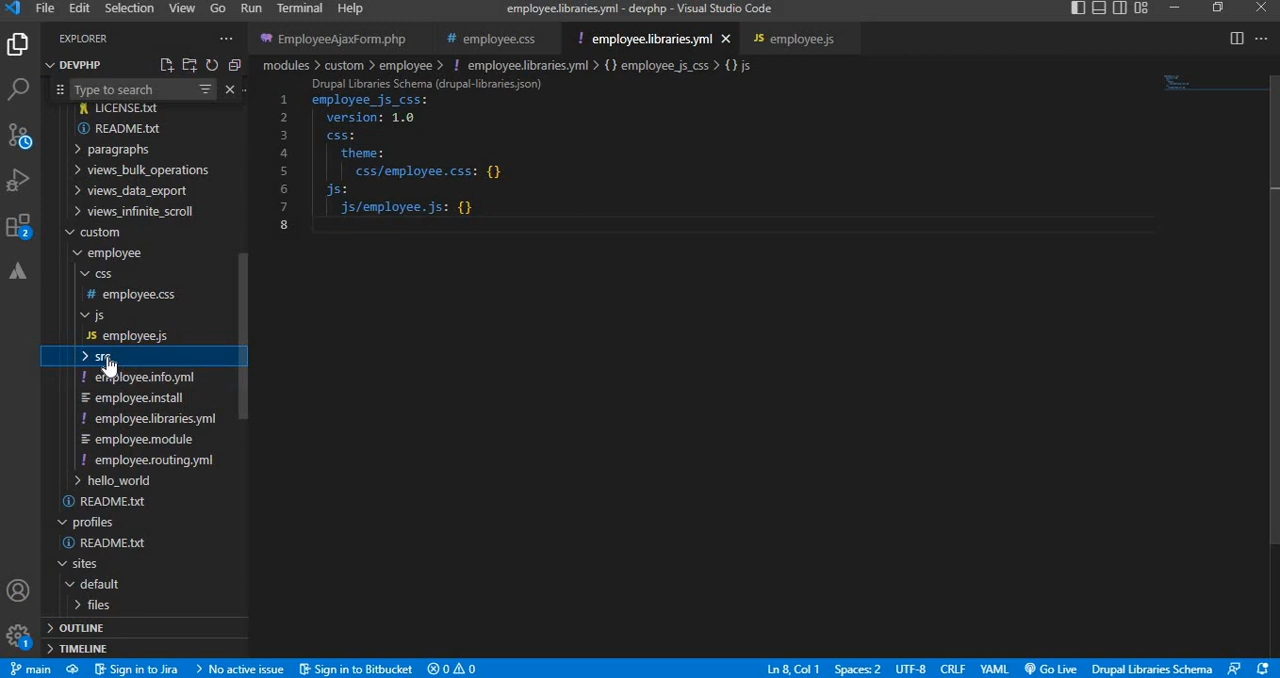 File Edit Selection View Go Run Terminal Help
employee.libraries.yml - devphp - Visual Studio Code
EXPLORER
DEVPHP
Type to search
LICENSE.txt
README.txt
paragraphs
views_bulk_operations
views_data_export
views_infinite_scroll
custom
employee
css
employee.css
js
JS employee.js
src
employee.info.yml
employee.install
employee.libraries.yml
employee.module
employee.routing.yml
hello_world
README.txt
profiles
README.txt
sites
default
files
OUTLINE
TIMELINE
EmployeeAjaxForm.php # employee.css ! employee.libraries.yml JS employee.js
modules > custom > employee > ! employee.libraries.yml > {} employee_js_css > {} js
Drupal Libraries Schema (drupal-libraries.json)
1 employee_js_css:
2 version: 1.0
3 css:
4 theme:
5 css/employee.css: {}
6 js:
7 js/employee.js: {}
8
2
1
main Sign in to Jira No active issue Sign in to Bitbucket 0 0 Ln 8, Col 1 Spaces: 2 UTF-8 CRLF YAML Go Live Drupal Libraries Schema